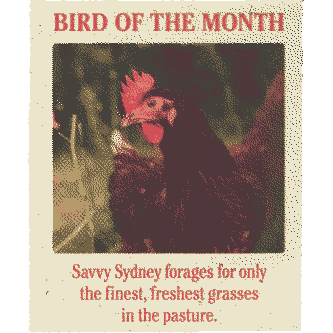 BIRD OF THE MONTH
Savvy Sydney forages for only
the finest, freshest grasses
in the pasture.